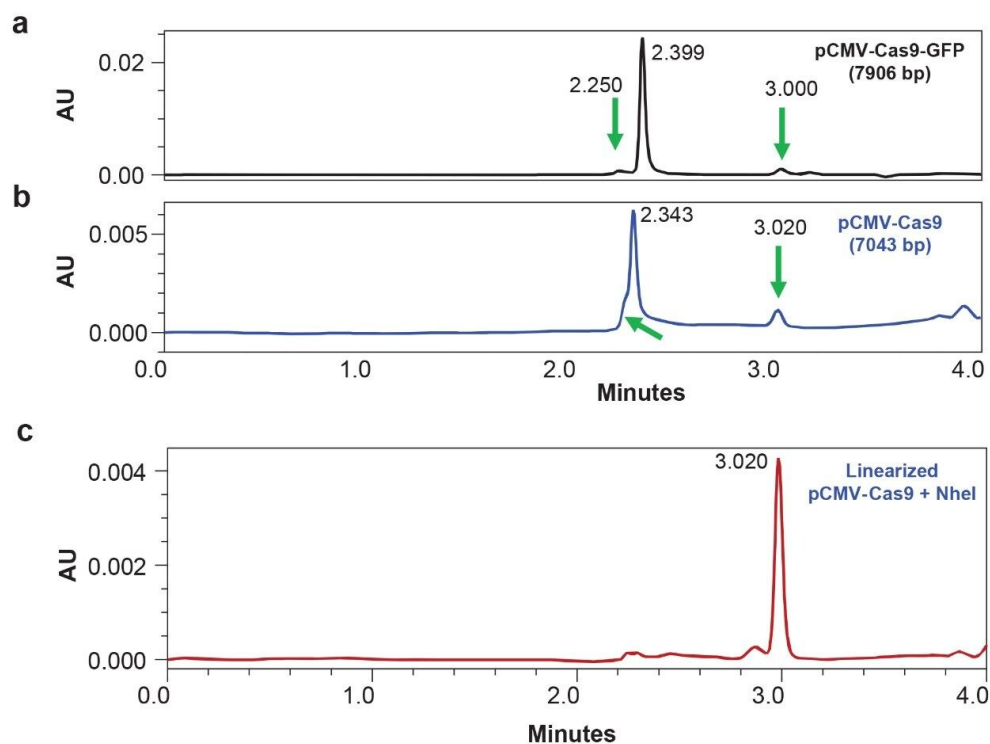 a
AU
0.02
0.00
2.250
2.399
3.000
pCMV-Cas9-GFP
(7906 bp)
b
AU
0.005
0.000
2.343
3.020
pCMV-Cas9
(7043 bp)
0.0 1.0 2.0 3.0 4.0
Minutes
c
AU
0.004
0.002
0.000
3.020
Linearized
pCMV-Cas9 + NheI
0.0 1.0 2.0 3.0 4.0
Minutes